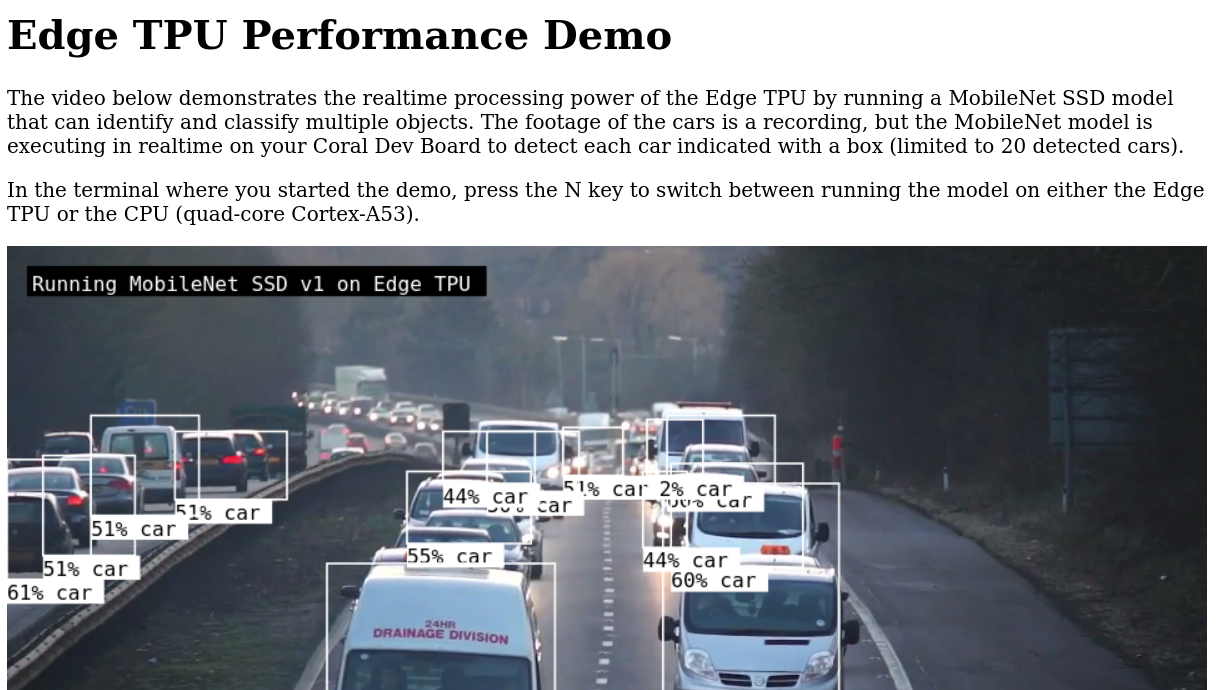 Edge TPU Performance Demo
The video below demonstrates the realtime processing power of the Edge TPU by running a MobileNet SSD model
that can identify and classify multiple objects. The footage of the cars is a recording, but the MobileNet model is
executing in realtime on your Coral Dev Board to detect each car indicated with a box (limited to 20 detected cars).
In the terminal where you started the demo, press the N key to switch between running the model on either the Edge
TPU or the CPU (quad-core Cortex-A53).
Running MobileNet SSD v1 on Edge TPU
51% car
2% car
44% car
car
car
51% car
51% car
55% car
44% car
51% car
60% car
61% car
24HR
DRAINAGE DIVISION